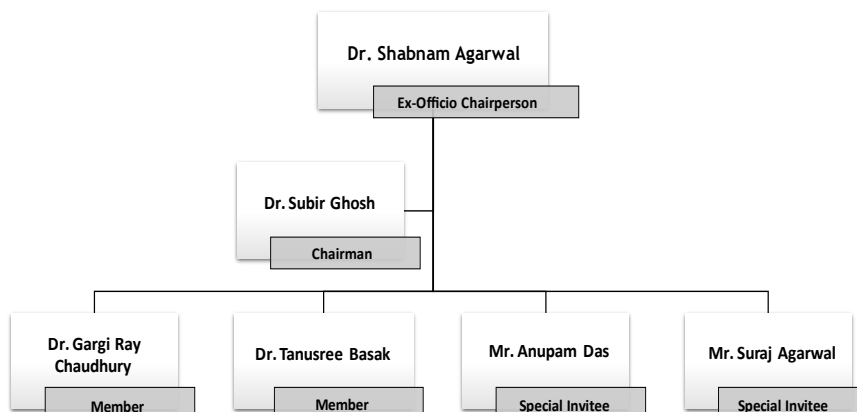 Dr. Shabnam Agarwal
Ex-Officio Chairperson
Dr. Subir Ghosh
Chairman
Dr. Gargi Ray
Chaudhury
Member
Dr. Tanusree Basak
Member
Mr. Anupam Das
Special Invitee
Mr. Suraj Agarwal
Special Invitee